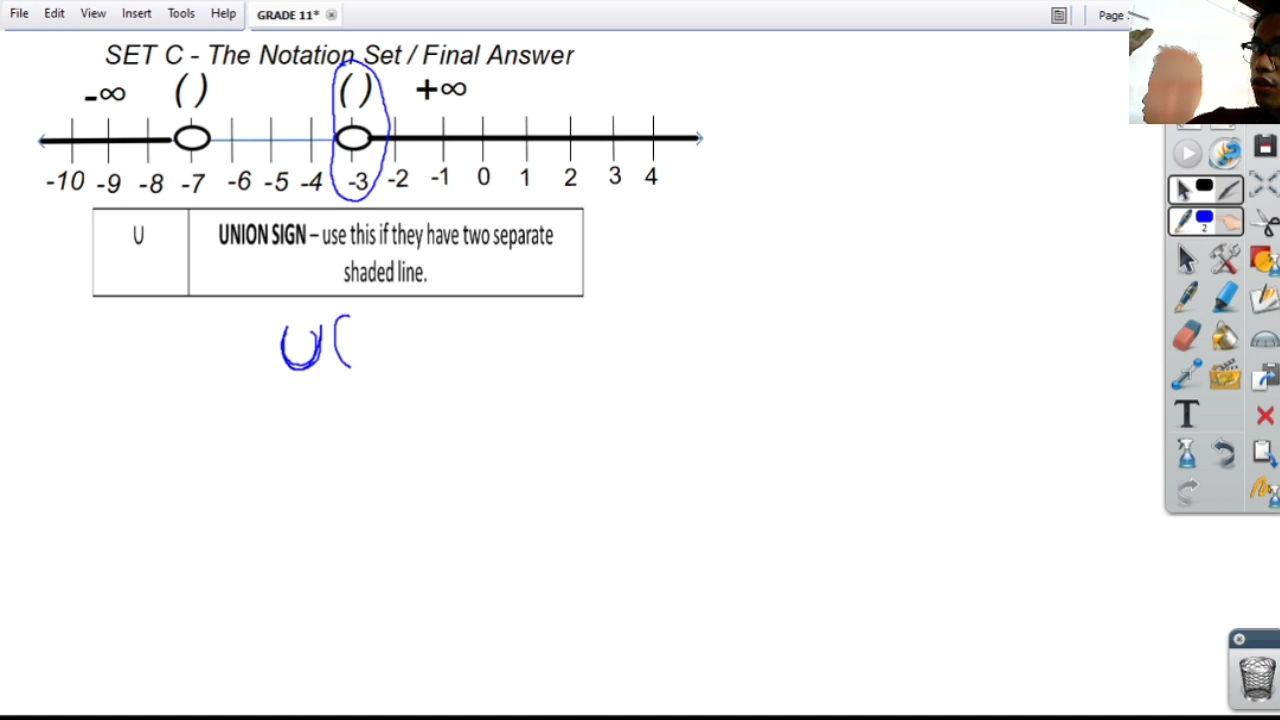 File Edit View Insert Tools Help GRADE 11* Page
SET C - The Notation Set / Final Answer
-∞ ( ) ( ) +∞
-10 -9 -8 -7 -6 -5 -4 -3 -2 -1 0 1 2 3 4
U UNION SIGN – use this if they have two separate
shaded line.
U(
2
T